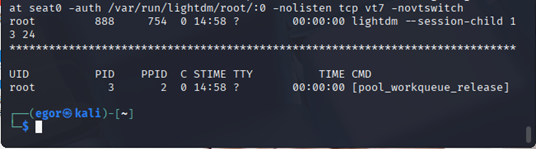 at seat0 -auth /var/run/lightdm/root/:0 -nolisten tcp vt7 -novtswitch
root         888     754  0 14:58 ?        00:00:00 lightdm --session-child 1
3 24
*****************************************************************************
UID          PID    PPID  C STIME TTY          TIME CMD
root           3       2  0 14:58 ?        00:00:00 [pool_workqueue_release]
┌──(egor㉿kali)-[~]
└─$